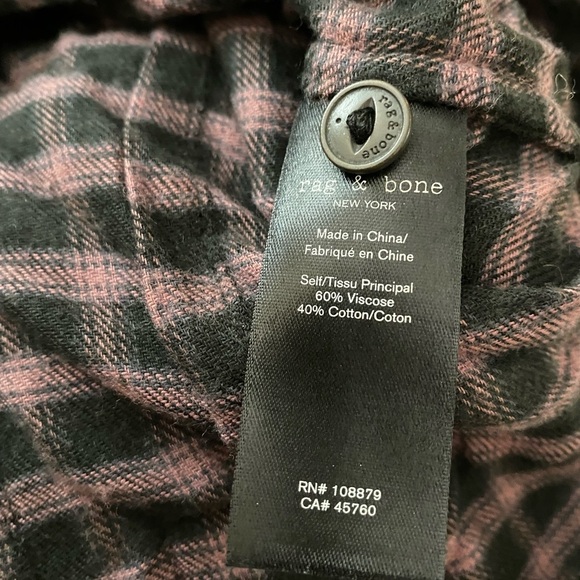 rag & bone
rag & bone
NEW YORK
Made in China/
Fabriqué en Chine
Self/Tissu Principal
60% Viscose
40% Cotton/Coton
RN# 108879
CA# 45760